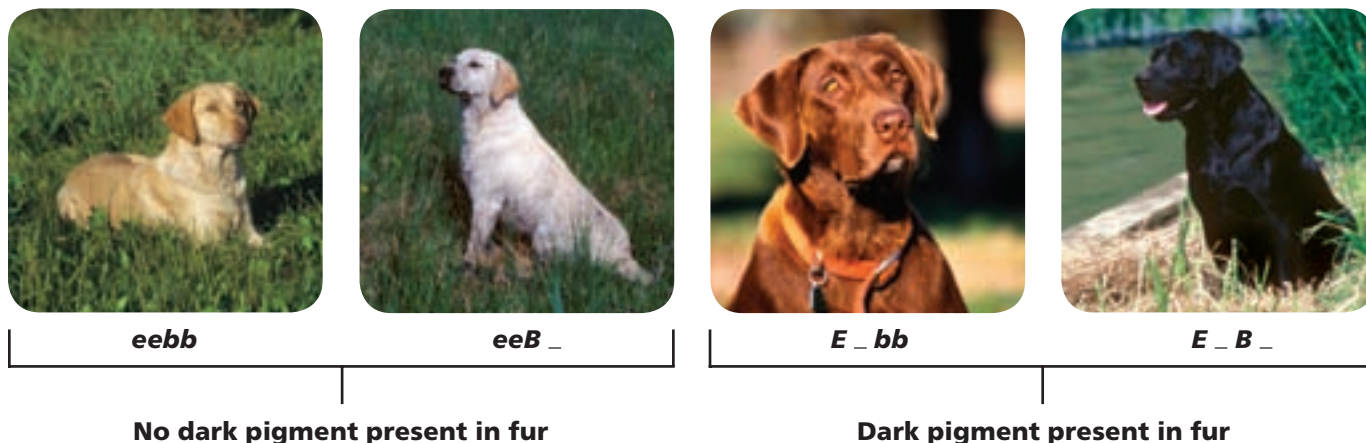 eebb eeB _ E _ bb E _ B _
No dark pigment present in fur Dark pigment present in fur